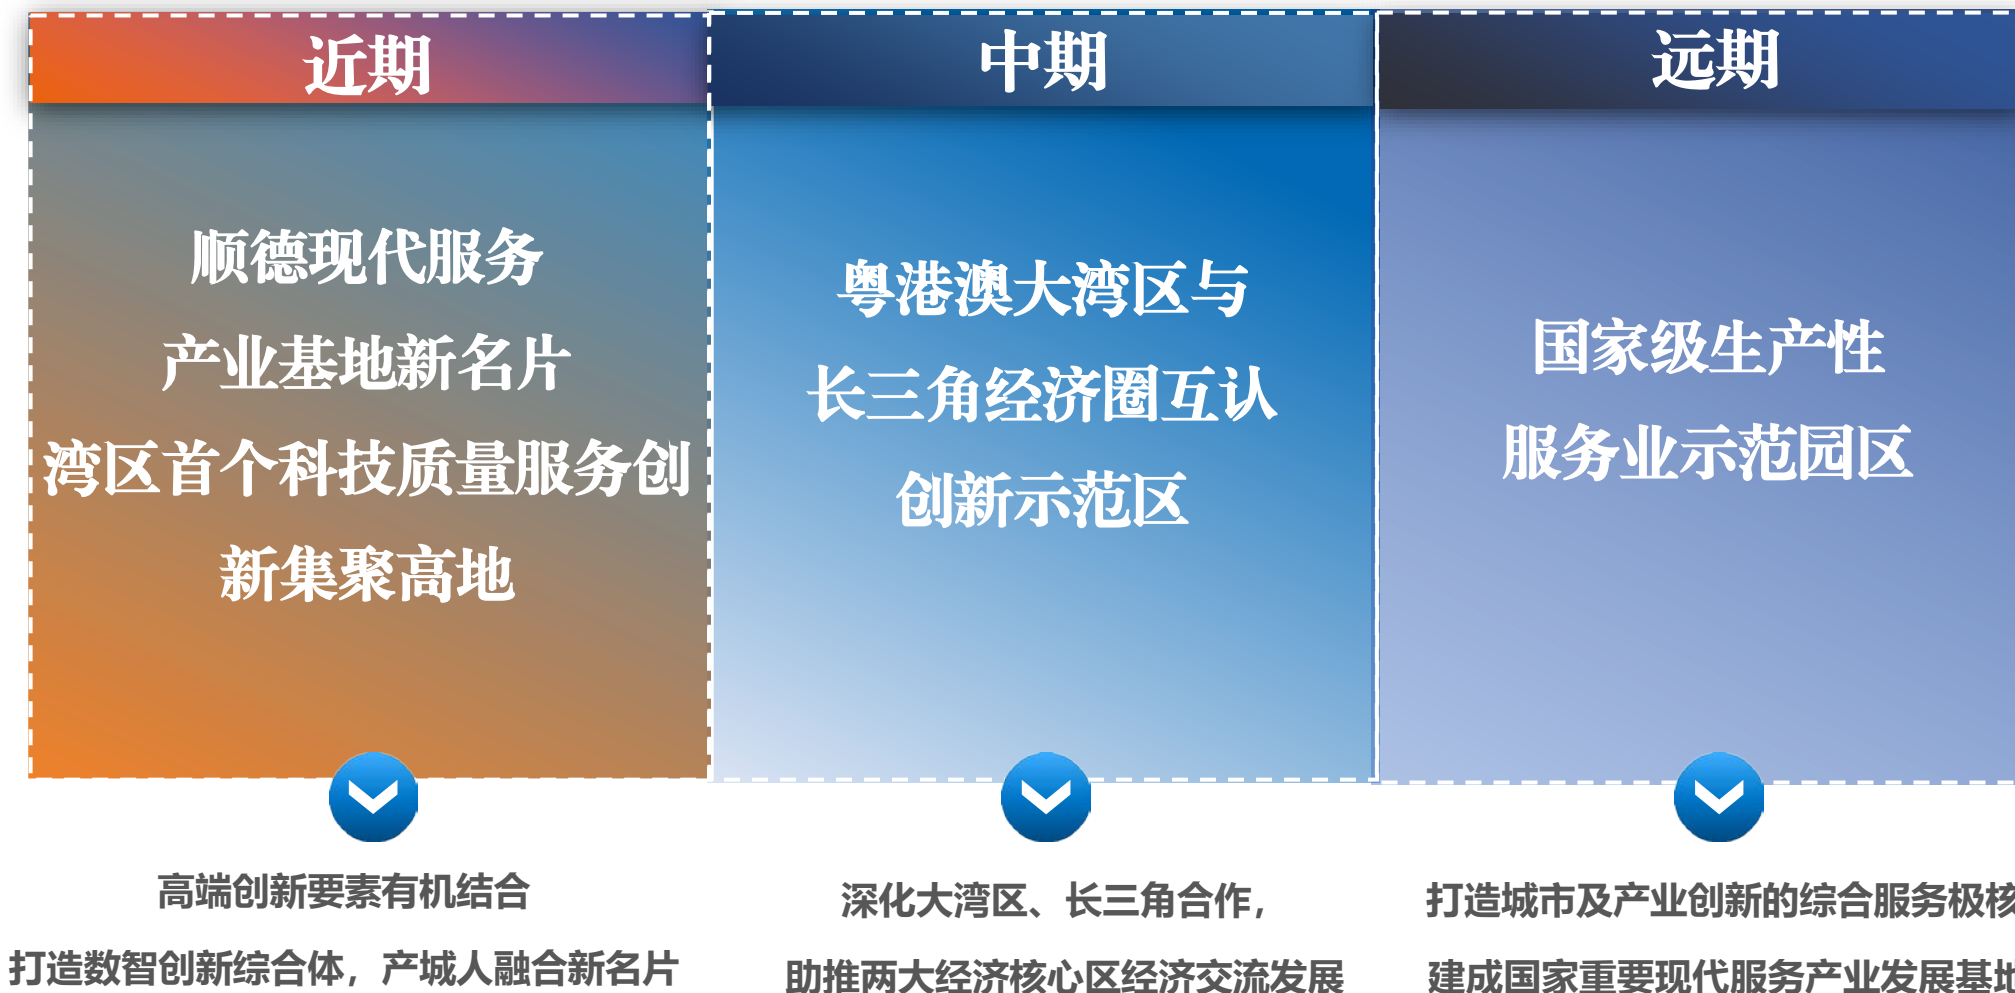 近期
顺德现代服务
产业基地新名片
湾区首个科技质量服务创
新集聚高地
高端创新要素有机结合
打造数智创新综合体，产城人融合新名片
中期
粤港澳大湾区与
长三角经济圈互认
创新示范区
深化大湾区、长三角合作，
助推两大经济核心区经济交流发展
远期
国家级生产性
服务业示范园区
打造城市及产业创新的综合服务极核
建成国家重要现代服务产业发展基地